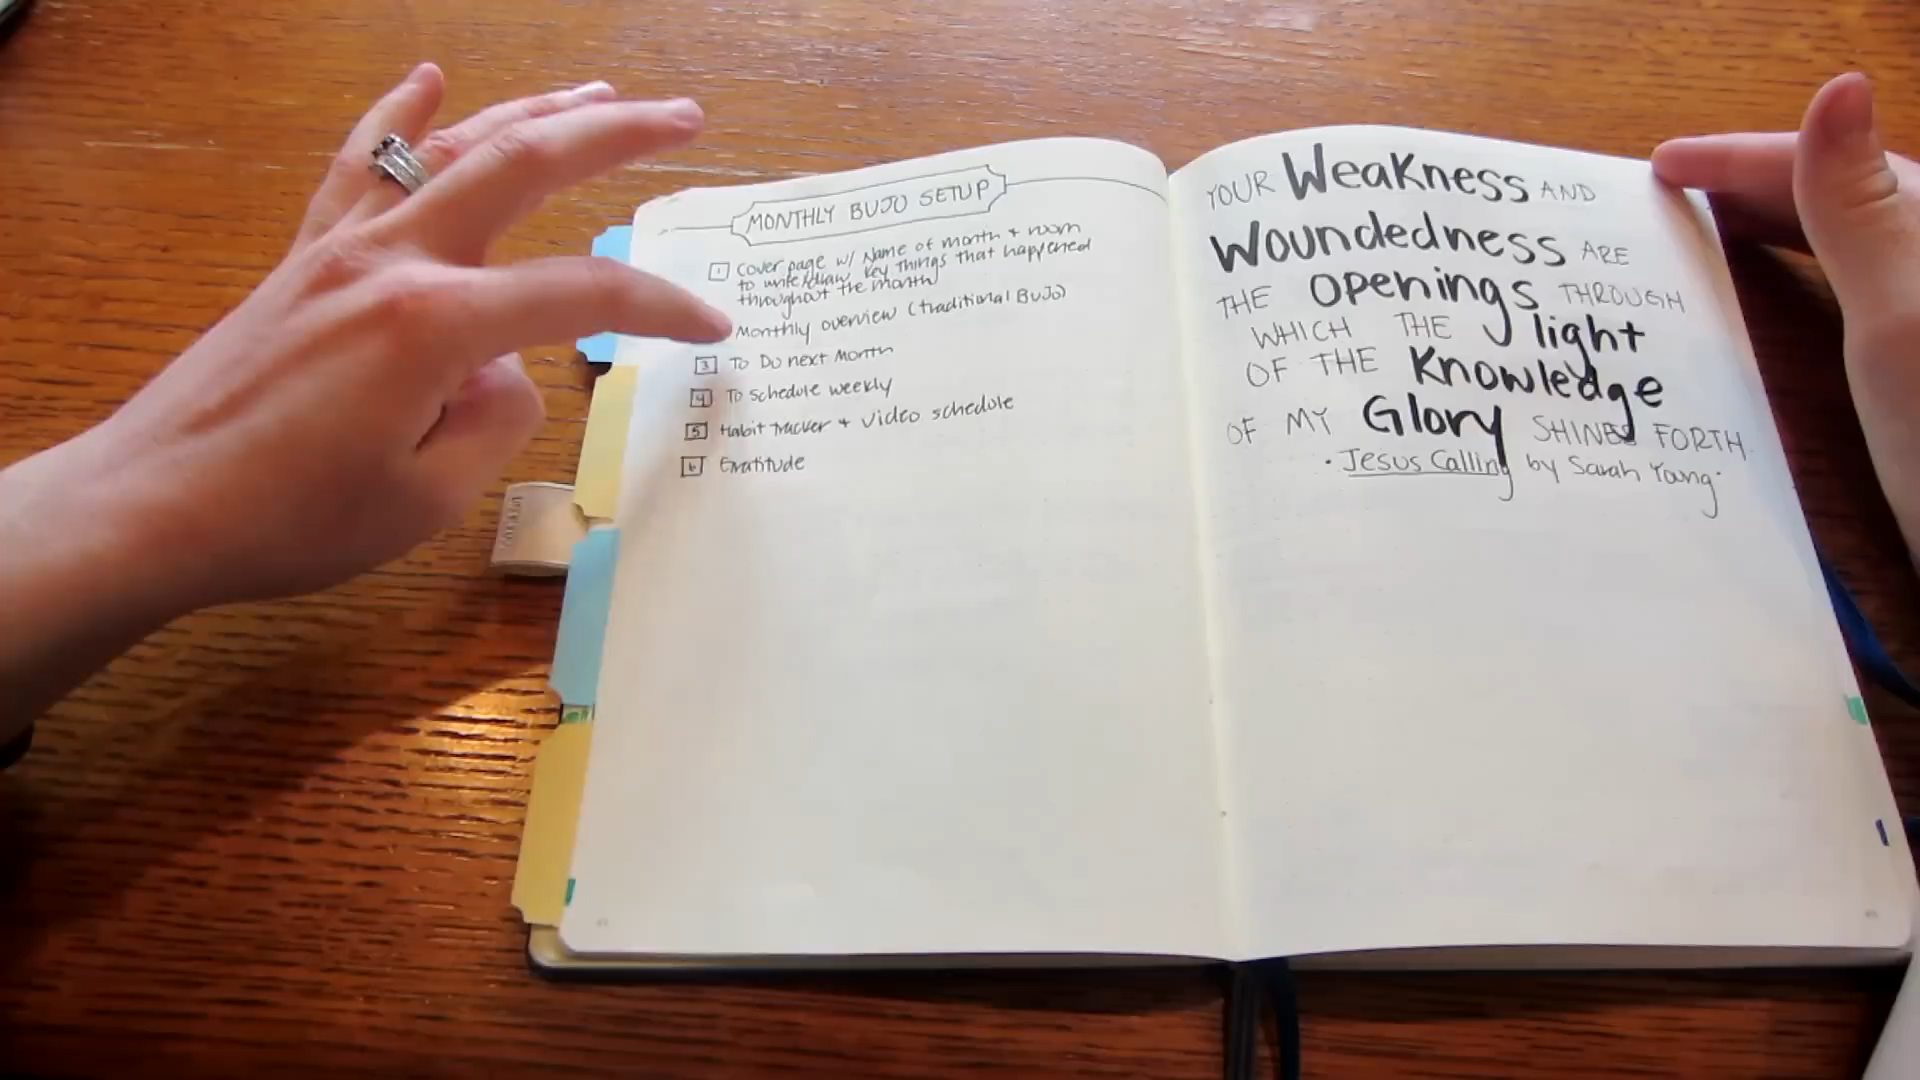 MONTHLY BUJO SETUP
1 Cover page w/ Name of month + room
to write/draw key things that happened
throughout the month
Monthly overview (traditional BuJo)
3 To Do next Month
4 To schedule weekly
5 Habit tracker + video schedule
6 Gratitude
YOUR Weakness AND
Woundedness ARE
THE Openings THROUGH
WHICH THE light
OF THE Knowledge
OF MY Glory SHINES FORTH
·Jesus Calling by Sarah Young·